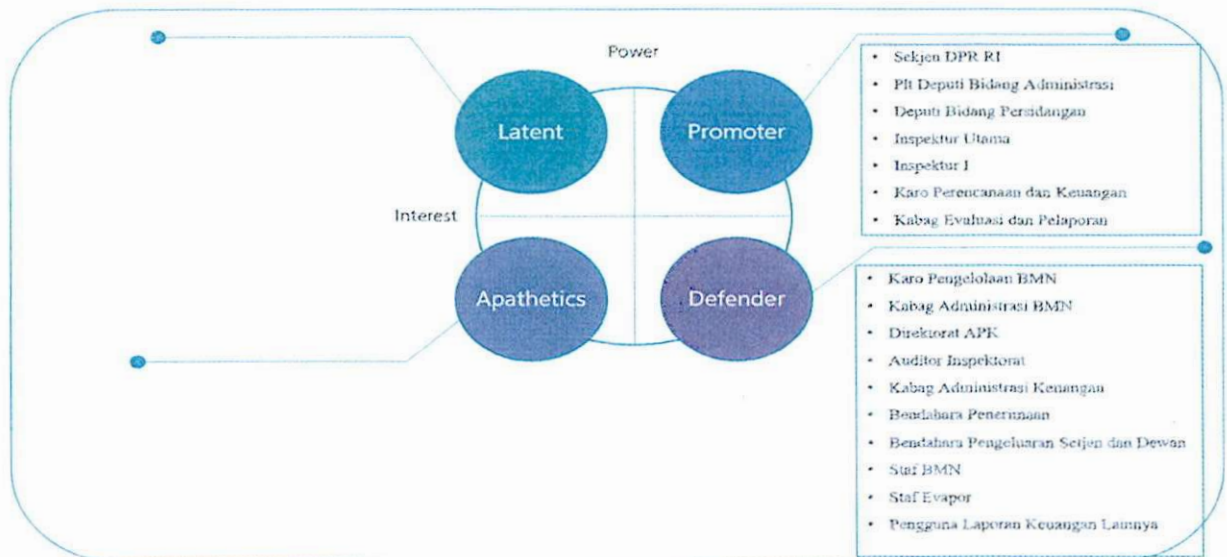 Power
Latent
Promoter
Interest
Apathetics
Defender
• Sekjen DPR RI
• Plt Deputi Bidang Administrasi
• Deputi Bidang Persidangan
• Inspektur Utama
• Inspektur I
• Karo Perencanaan dan Keuangan
• Kabag Evaluasi dan Pelaporan
• Karo Pengelolaan BMN
• Kabag Administrasi BMN
• Direktorat APK
• Auditor Inspektorat
• Kabag Administrasi Keuangan
• Bendahara Penerimaan
• Bendahara Pengeluaran Setjen dan Dewan
• Staf BMN
• Staf Evapor
• Pengguna Laporan Keuangan Lainnya